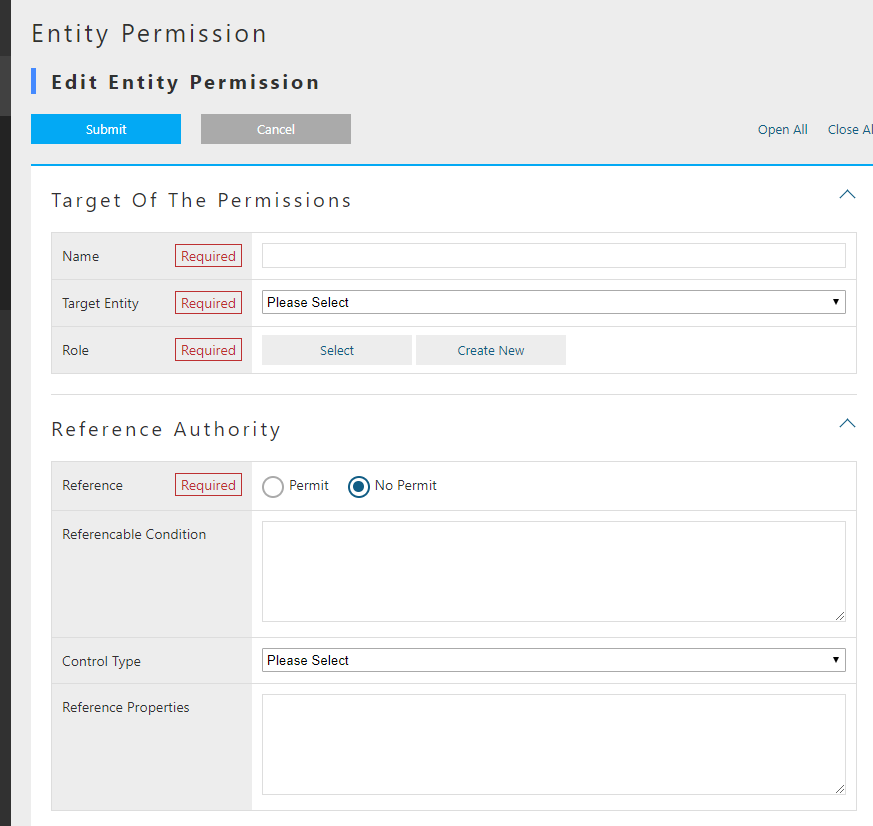 Entity Permission
Edit Entity Permission
Submit Cancel Open All Close Al
Target Of The Permissions
Name Required
Target Entity Required Please Select
Role Required Select Create New
Reference Authority
Reference Required Permit No Permit
Referencable Condition
Control Type Please Select
Reference Properties